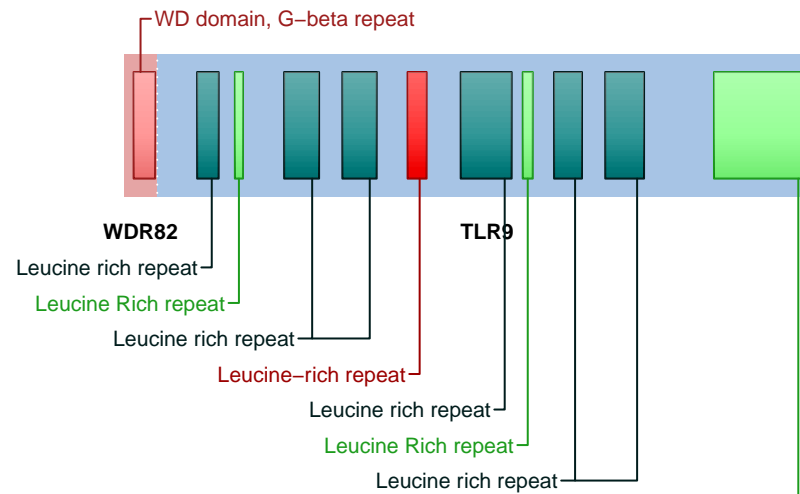 WD domain, G−beta repeat
WDR82
TLR9
Leucine rich repeat
Leucine Rich repeat
Leucine rich repeat
Leucine−rich repeat
Leucine rich repeat
Leucine Rich repeat
Leucine rich repeat